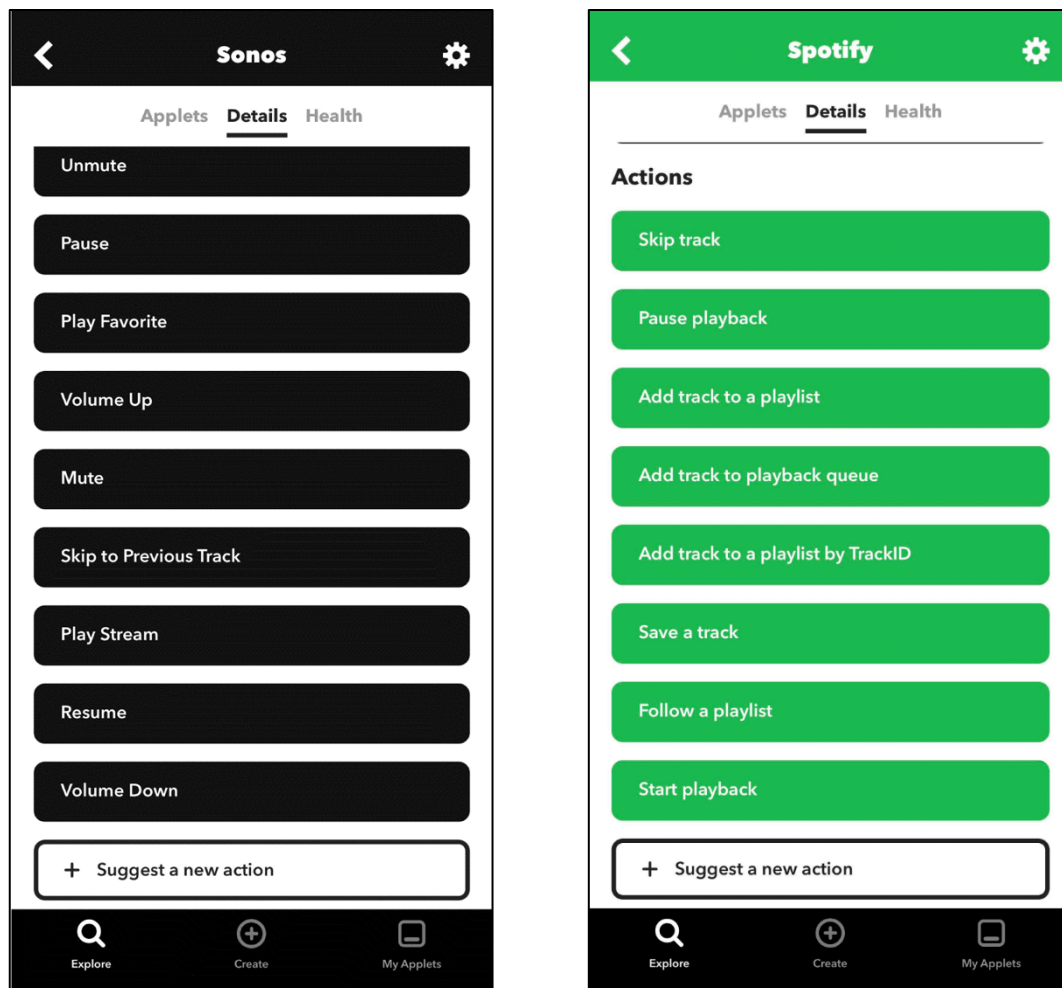 Sonos
Applets Details Health
Unmute
Pause
Play Favorite
Volume Up
Mute
Skip to Previous Track
Play Stream
Resume
Volume Down
+ Suggest a new action
Explore Create My Applets
Spotify
Applets Details Health
Actions
Skip track
Pause playback
Add track to a playlist
Add track to playback queue
Add track to a playlist by TrackID
Save a track
Follow a playlist
Start playback
+ Suggest a new action
Explore Create My Applets